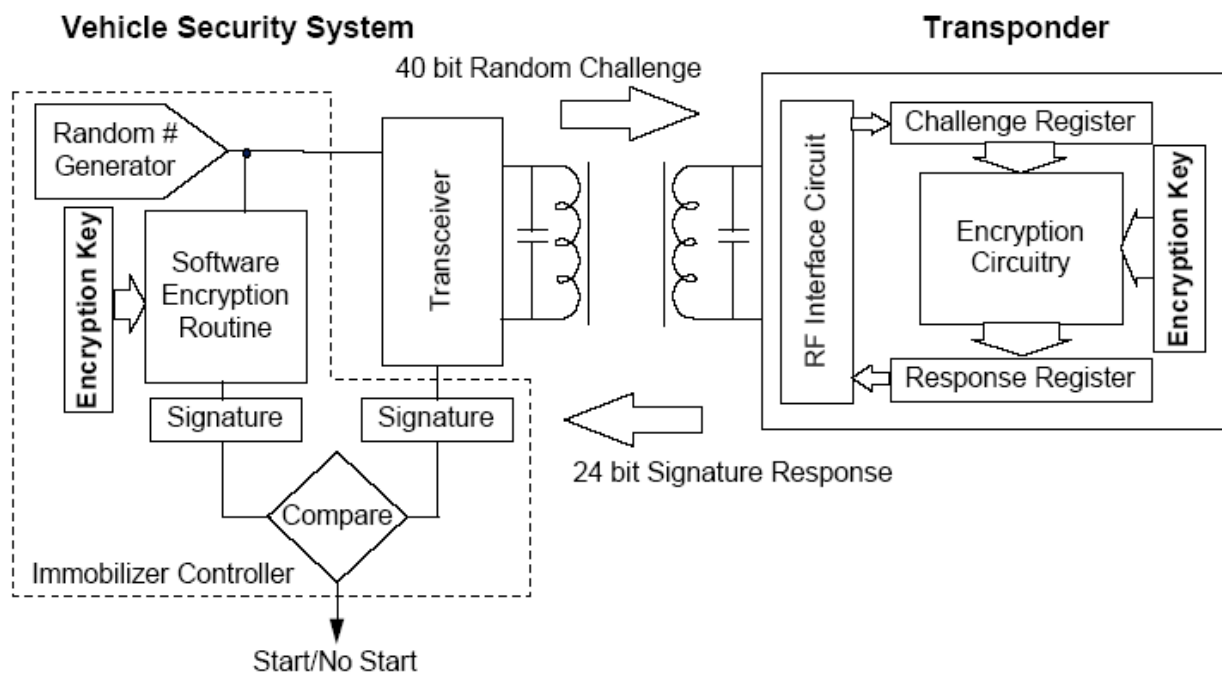 Vehicle Security System
Transponder
40 bit Random Challenge
Random #
Generator
Encryption Key
Software
Encryption
Routine
Transceiver
RF Interface Circuit
Challenge Register
Encryption
Circuitry
Encryption Key
Response Register
Signature
Signature
24 bit Signature Response
Compare
Immobilizer Controller
Start/No Start